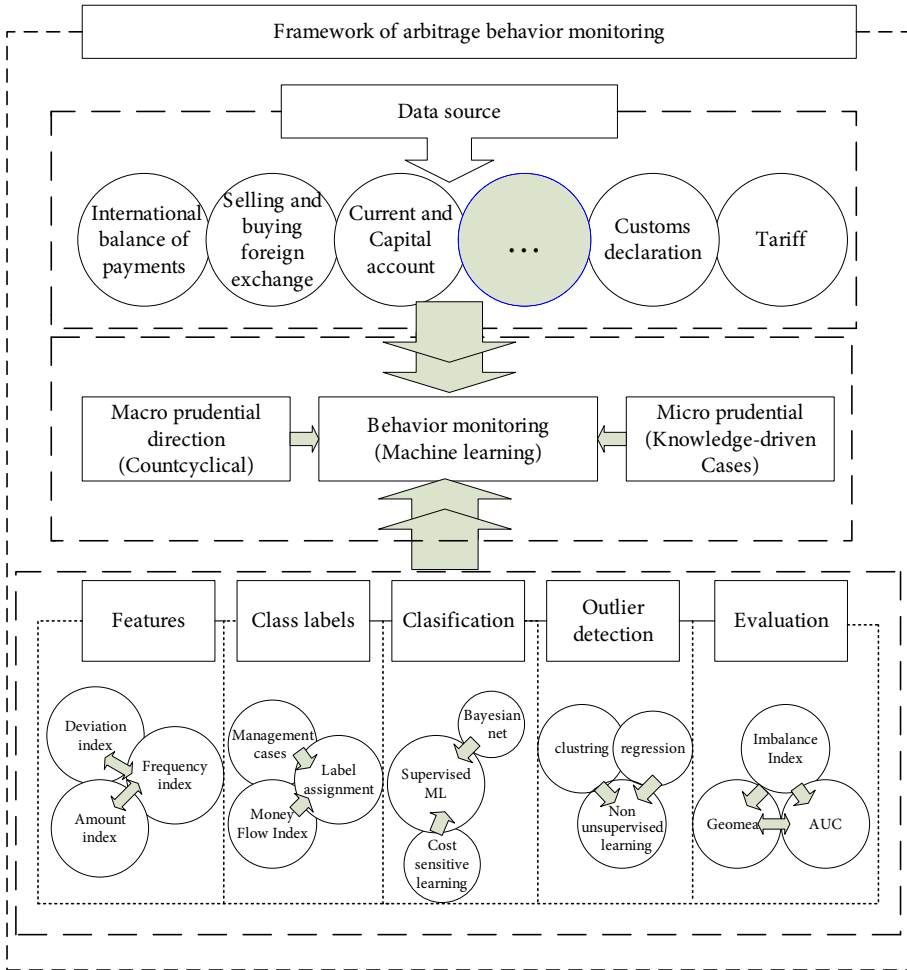 Framework of arbitrage behavior monitoring
Data source
International
balance of
payments
Selling and
buying
foreign
exchange
Current and
Capital
account
...
Customs
declaration
Tariff
Macro prudential
direction
(Countcyclical)
Behavior monitoring
(Machine learning)
Micro prudential
(Knowledge-driven
Cases)
Features
Class labels
Clasification
Outlier
detection
Evaluation
Deviation
index
Frequency
index
Amount
index
Management
cases
Label
assignment
Money
Flow Index
Bayesian
net
Supervised
ML
Cost
sensitive
learning
clustring
regression
Non
unsupervised
learning
Imbalance
Index
Geomea
AUC